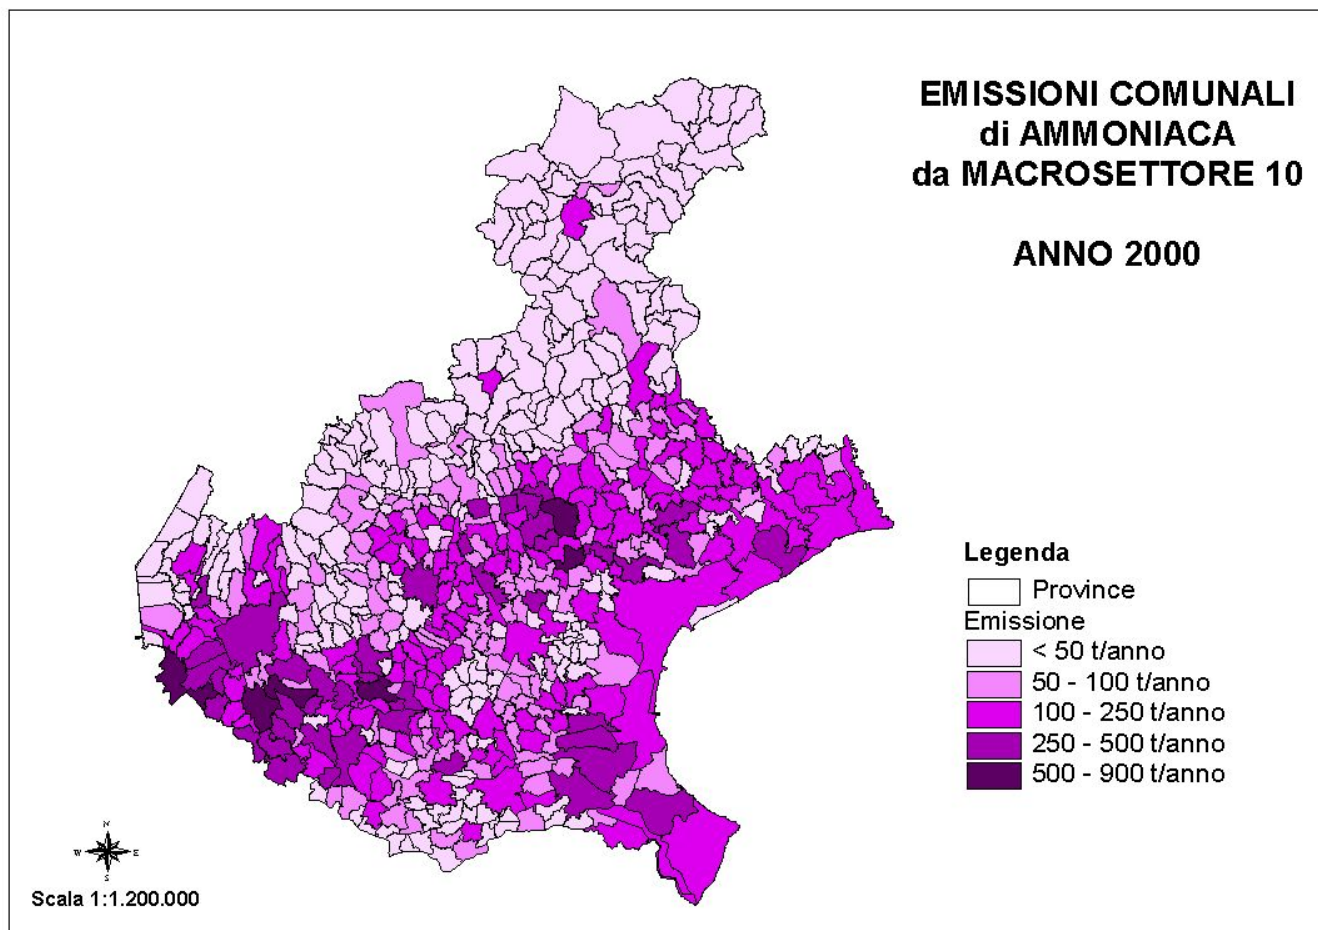 EMISSIONI COMUNALI
di AMMONIACA
da MACROSETTORE 10
ANNO 2000
Legenda
Province
Emissione
< 50 t/anno
50 - 100 t/anno
100 - 250 t/anno
250 - 500 t/anno
500 - 900 t/anno
N
W E
S
Scala 1:1.200.000